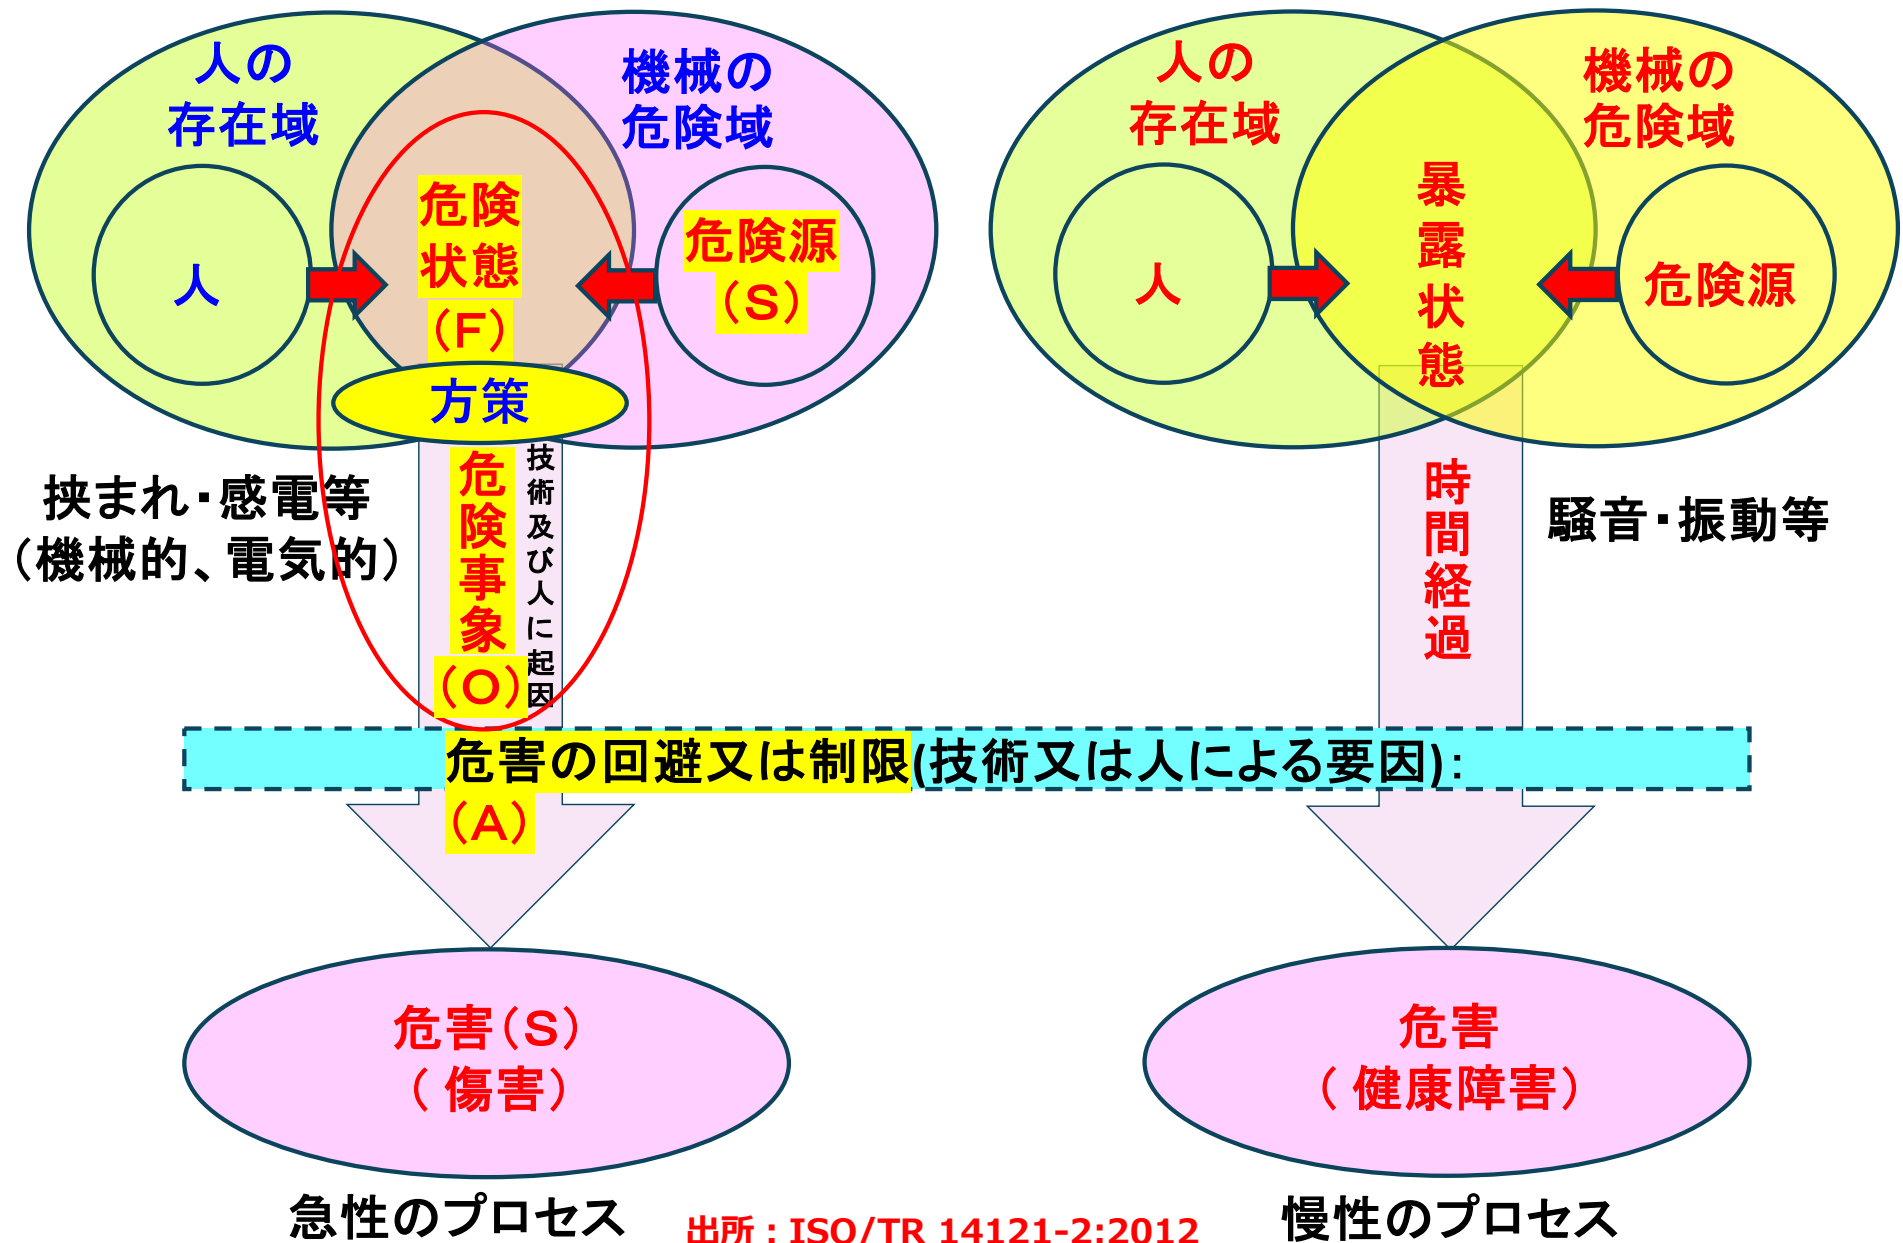 人の
存在域
機械の
危険域
人
危険
状態
（F）
危険源
（S）
方策
危険事象
（O）
技術及び人に起因
挟まれ・感電等
（機械的、電気的）
人の
存在域
機械の
危険域
人
暴露状態
危険源
時間経過
騒音・振動等
危害の回避又は制限(技術又は人による要因)：
（A）
危害（S）
（傷害）
危害
（健康障害）
急性のプロセス
出所：ISO/TR 14121-2:2012
慢性のプロセス